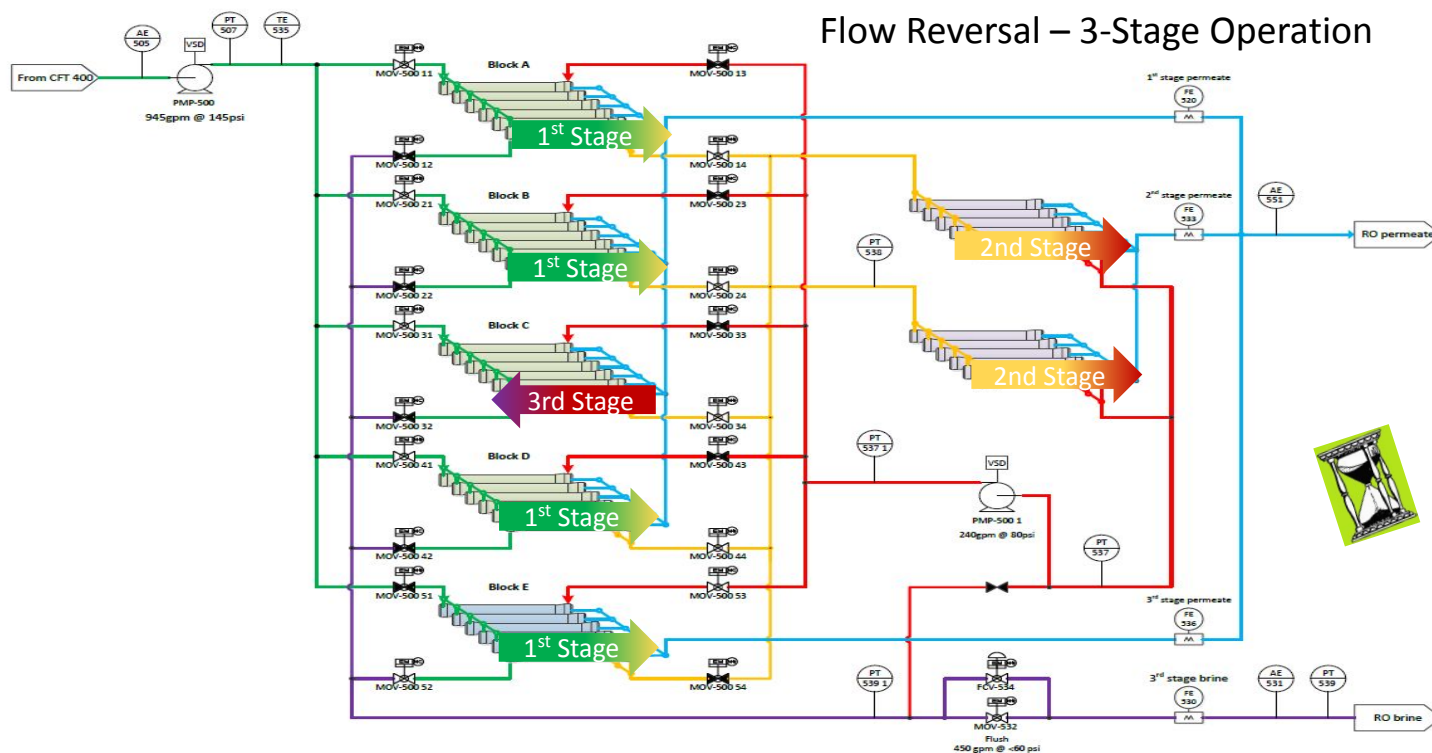 Flow Reversal – 3-Stage Operation
AE
505
PT
507
TE
535
VSD
From CFT 400
PMP-500
945gpm @ 145psi
Block A
MOV-500 11
MOV-500 13
1st Stage
MOV-500 12
MOV-500 14
1st stage permeate
FE
520
MOV-500 21
Block B
MOV-500 23
1st Stage
MOV-500 22
MOV-500 24
PT
538
2nd Stage
2nd stage permeate
FE
533
AE
551
RO permeate
MOV-500 31
Block C
MOV-500 33
3rd Stage
MOV-500 32
MOV-500 34
2nd Stage
MOV-500 41
Block D
MOV-500 43
PT
537 1
VSD
PMP-500 1
240gpm @ 80psi
1st Stage
MOV-500 42
MOV-500 44
PT
537
MOV-500 51
Block E
MOV-500 53
1st Stage
3rd stage permeate
FE
536
MOV-500 52
MOV-500 54
PT
539 1
FCV-534
MOV-532
Flush
450 gpm @ <60 psi
3rd stage brine
FE
530
AE
531
PT
539
RO brine